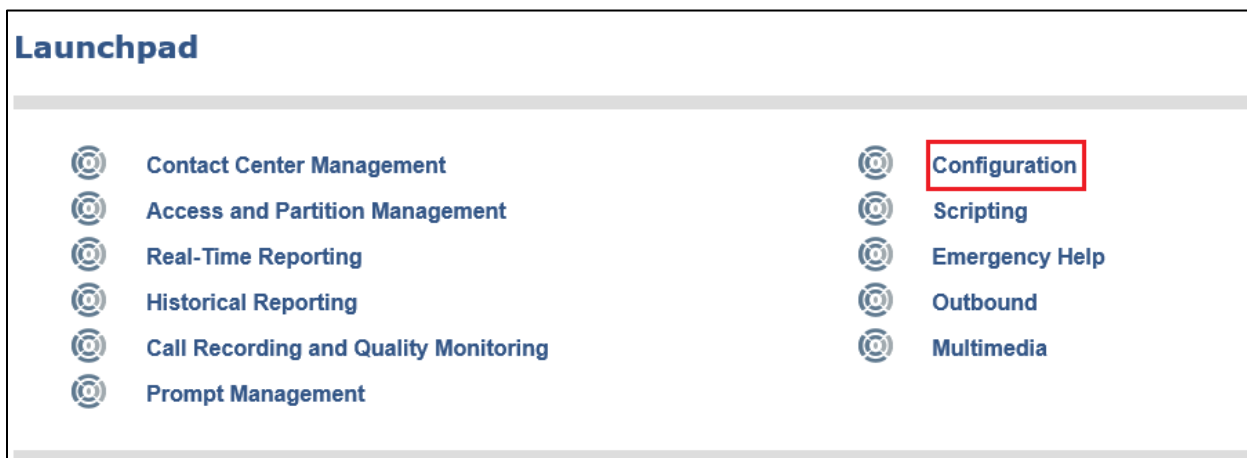 Launchpad
Contact Center Management
Access and Partition Management
Real-Time Reporting
Historical Reporting
Call Recording and Quality Monitoring
Prompt Management
Configuration
Scripting
Emergency Help
Outbound
Multimedia